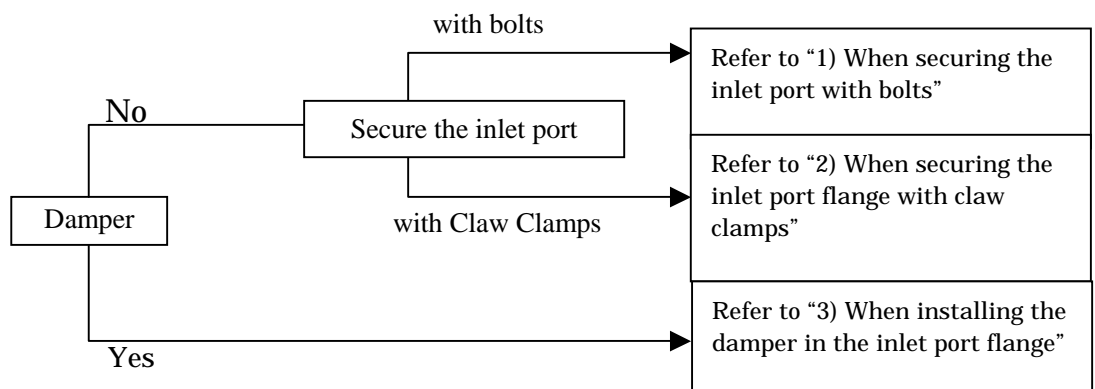 with bolts
Refer to “1) When securing the
inlet port with bolts”
No
Secure the inlet port
Refer to “2) When securing the
inlet port flange with claw
clamps”
Damper
with Claw Clamps
Refer to “3) When installing the
damper in the inlet port flange”
Yes